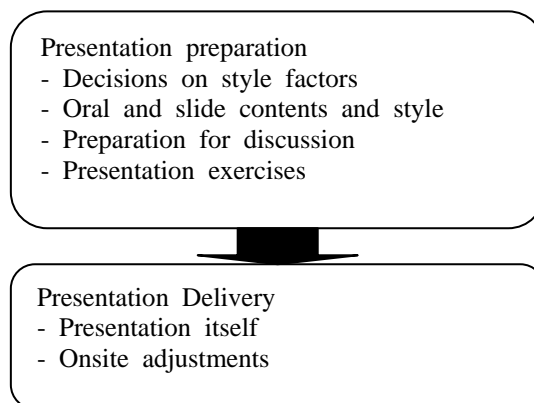 Presentation preparation
- Decisions on style factors
- Oral and slide contents and style
- Preparation for discussion
- Presentation exercises
Presentation Delivery
- Presentation itself
- Onsite adjustments